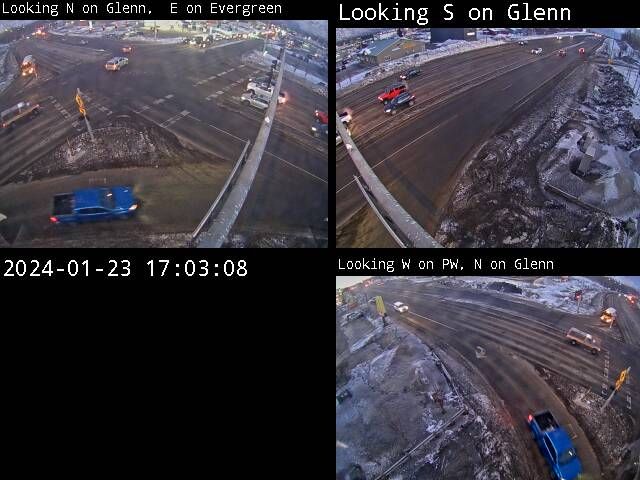 Looking N on Glenn,  E on Evergreen
Looking S on Glenn
2024-01-23 17:03:08
Looking W on PW, N on Glenn